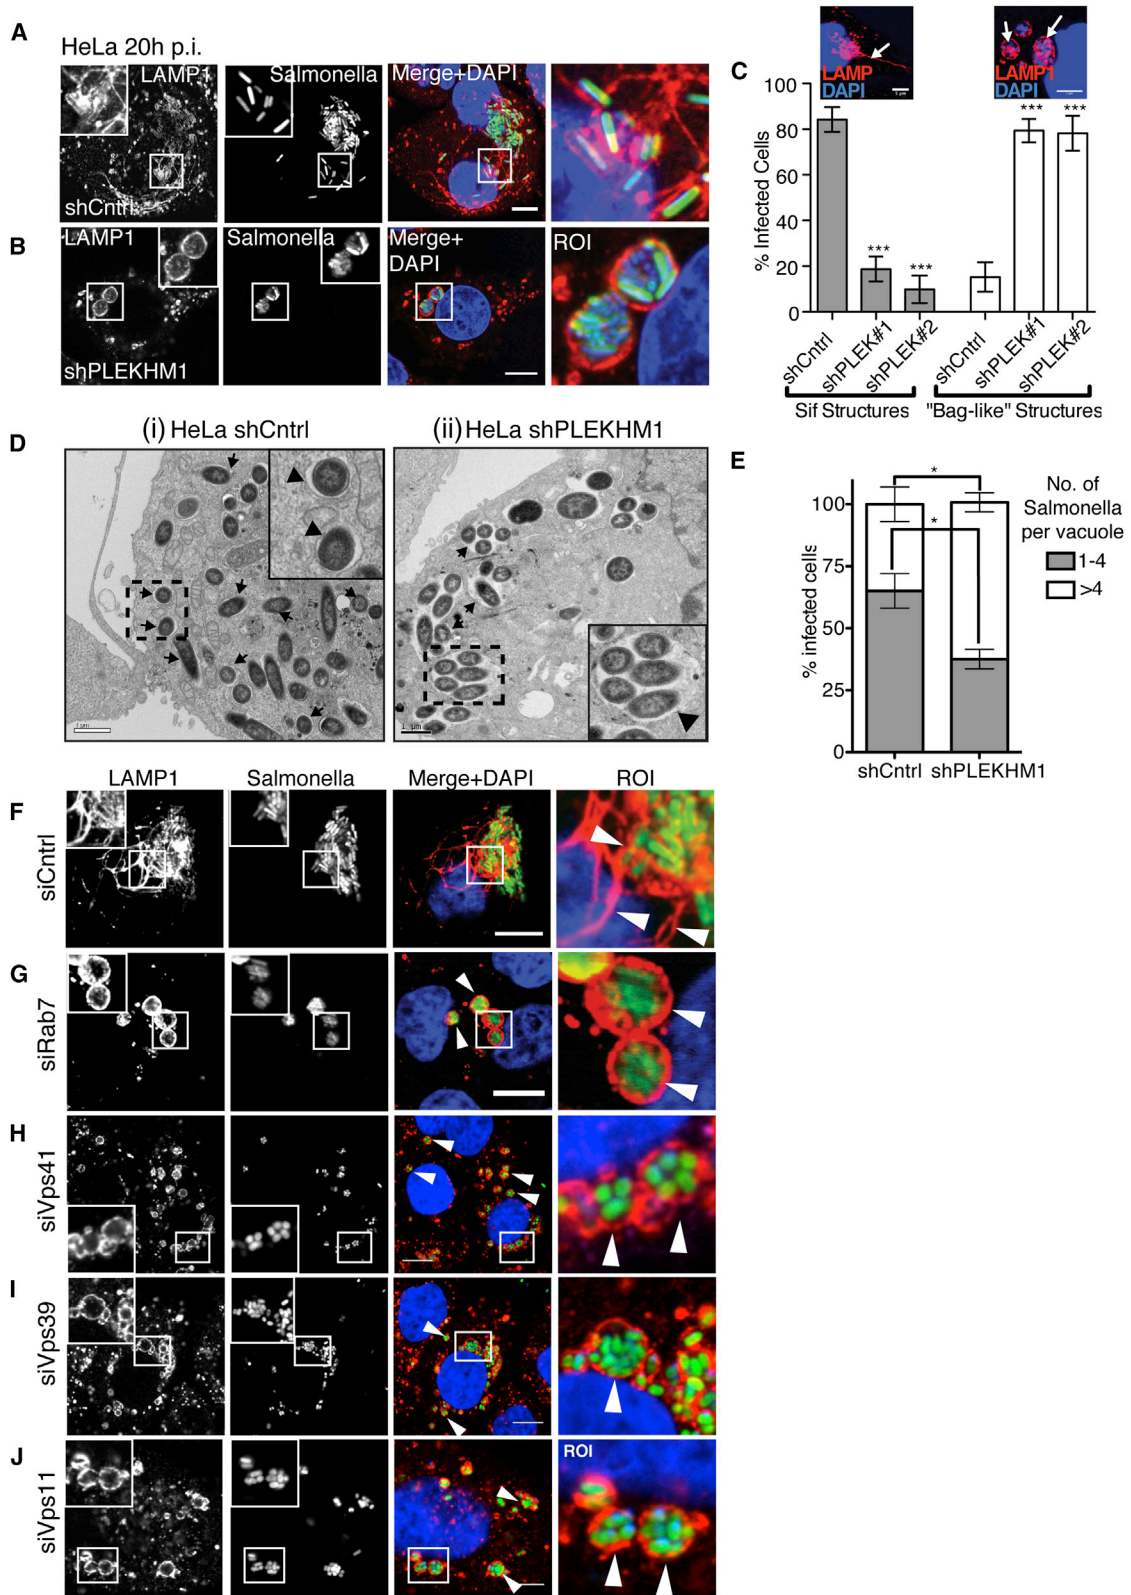 A
HeLa 20h p.i.
LAMP1
Salmonella
Merge+DAPI
shCntrl
B
LAMP1
Salmonella
Merge+
DAPI
ROI
shPLEKHM1
C
LAMP
DAPI
LAMP1
DAPI
% Infected Cells
100
80
60
40
20
0
***
***
***
***
shCntrl
shPLEK#1
shPLEK#2
shCntrl
shPLEK#1
shPLEK#2
Sif Structures
"Bag-like" Structures
D
(i) HeLa shCntrl
(ii) HeLa shPLEKHM1
1 µm
E
No. of
Salmonella
per vacuole
1-4
>4
% infected cells
100
75
50
25
0
*
*
shCntrl
shPLEKHM1
LAMP1
Salmonella
Merge+DAPI
ROI
F
siCntrl
G
siRab7
H
siVps41
I
siVps39
J
siVps11
ROI